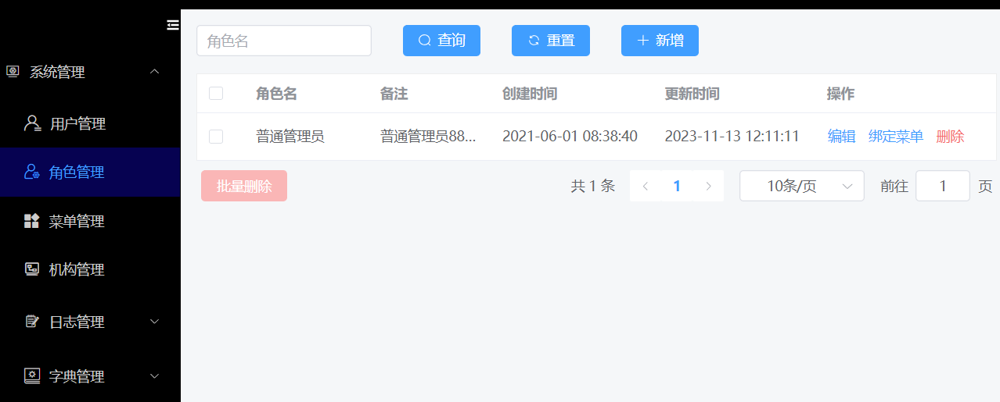 系统管理
用户管理
角色管理
菜单管理
机构管理
日志管理
字典管理
角色名 查询 重置 新增
角色名 备注 创建时间 更新时间 操作
普通管理员 普通管理员88... 2021-06-01 08:38:40 2023-11-13 12:11:11 编辑 绑定菜单 删除
批量删除 共 1 条 1 10条/页 前往 1 页